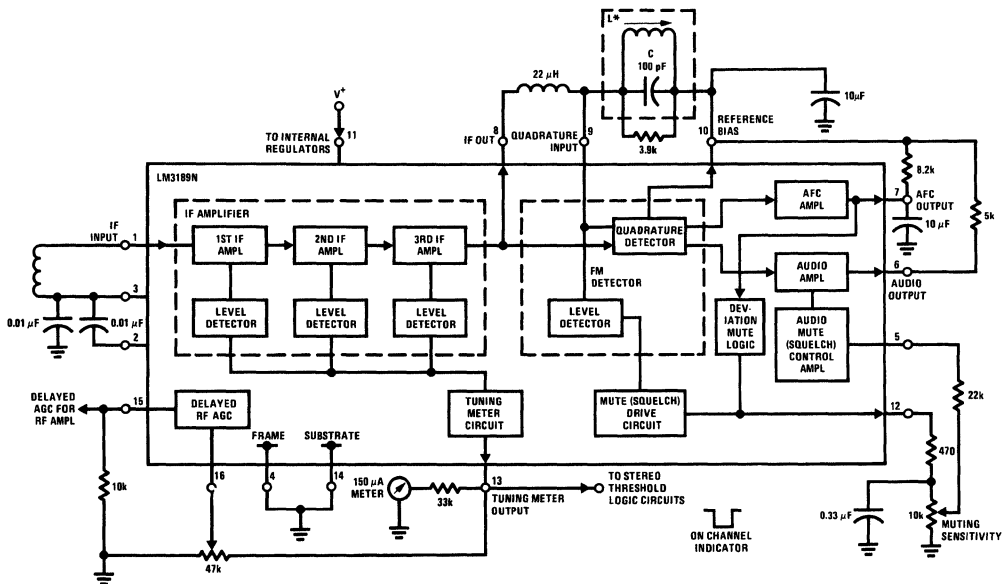 L*
C
100 pF
22 μH
3.9k
10μF
V+
TO INTERNAL
REGULATORS
11
8
IF OUT
QUADRATURE
INPUT
9
10
REFERENCE
BIAS
LM3189N
8.2k
7
AFC
OUTPUT
10 μF
5k
IF
INPUT
1
IF AMPLIFIER
1ST IF
AMPL
2ND IF
AMPL
3RD IF
AMPL
QUADRATURE
DETECTOR
AFC
AMPL
FM
DETECTOR
AUDIO
AMPL
6
AUDIO
OUTPUT
3
0.01 μF
0.01 μF
2
LEVEL
DETECTOR
LEVEL
DETECTOR
LEVEL
DETECTOR
LEVEL
DETECTOR
DEV-
IATION
MUTE
LOGIC
AUDIO
MUTE
(SQUELCH)
CONTROL
AMPL
5
22k
DELAYED
AGC FOR
RF AMPL
15
DELAYED
RF AGC
TUNING
METER
CIRCUIT
MUTE (SQUELCH)
DRIVE
CIRCUIT
12
FRAME
SUBSTRATE
470
10k
16
4
14
150 μA
METER
33k
13
TUNING METER
OUTPUT
TO STEREO
THRESHOLD
LOGIC CIRCUITS
0.33 μF
10k
MUTING
SENSITIVITY
ON CHANNEL
INDICATOR
47k